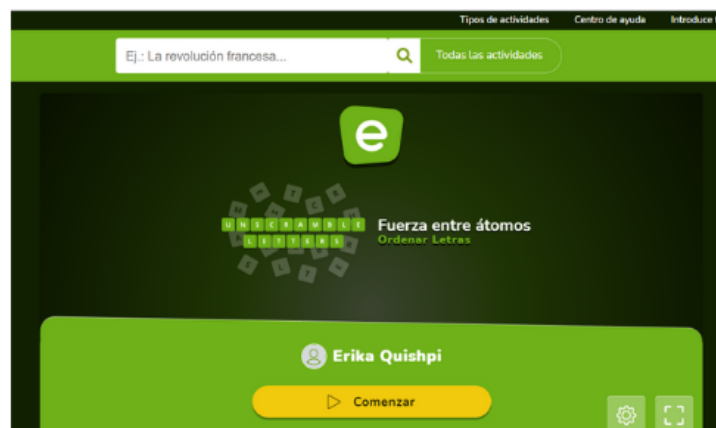 Tipos de actividades Centro de ayuda Introduce
Ej.: La revolución francesa... Todas las actividades
e
UNSCRAMBLE
LETTERS
Fuerza entre átomos
Ordenar Letras
Erika Quishpi
Comenzar